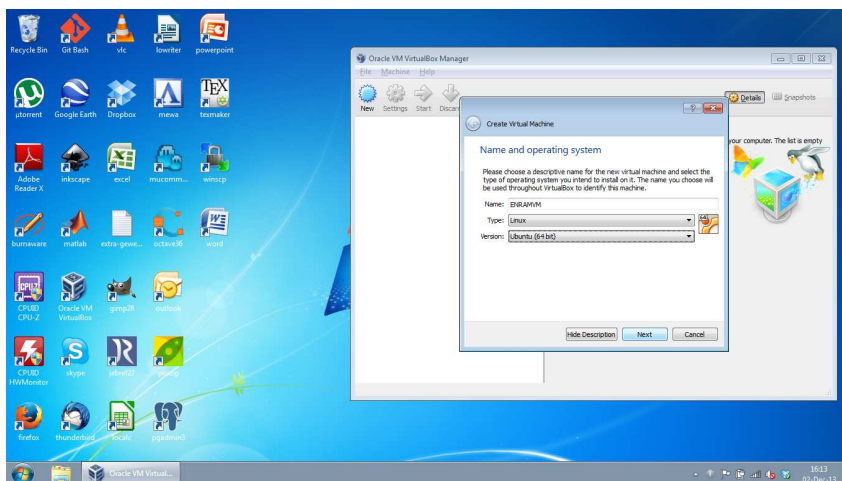 Recycle Bin
Git Bash
vlc
lowriter
powerpoint
µtorrent
Google Earth
Dropbox
mewa
TEX
texmaker
Adobe
Reader X
inkscape
excel
mucomm...
winscp
burnaware
matlab
extra-gewe...
octave36
word
CPUID
CPU-Z
Oracle VM
VirtualBox
gimp28
outlook
CPUID
HWMonitor
skype
firefox
thunderbird
localc
pgadmin3
Oracle VM VirtualBox Manager
File Machine Help
New Settings Start Discard
Details
Snapshots
your computer. The list is empty
Create Virtual Machine
Name and operating system
Please choose a descriptive name for the new virtual machine and select the
type of operating system you intend to install on it. The name you choose will
be used throughout VirtualBox to identify this machine.
Name: ENRAMVM
Type: Linux
Version: Ubuntu (64 bit)
Hide Description
Next
Cancel
Oracle VM Virtual...
16:13
02-Dec-13